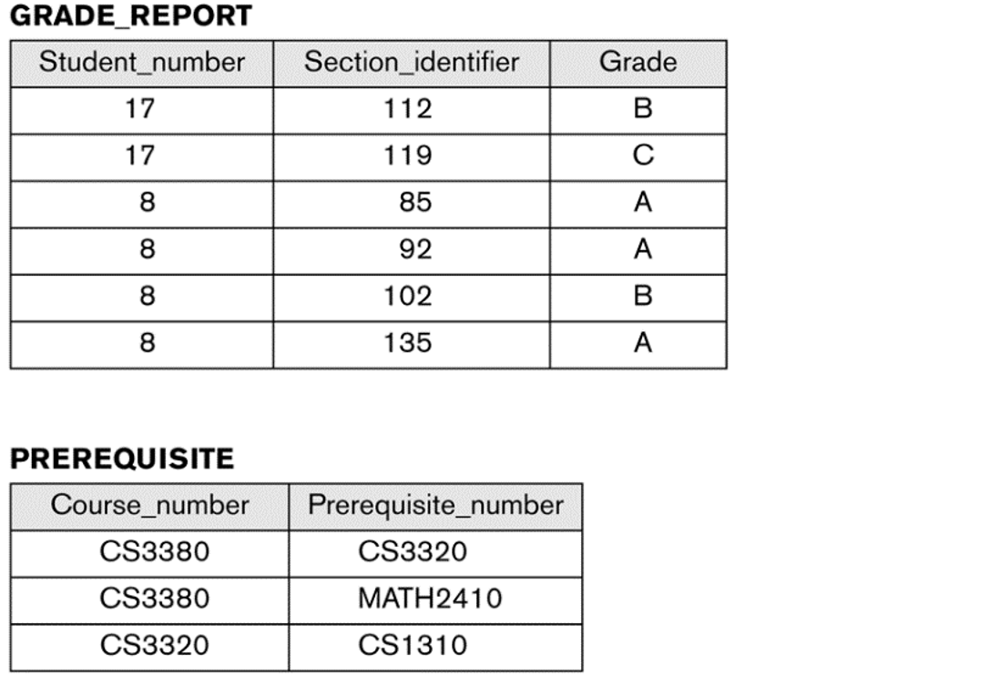 GRADE_REPORT
Student_number Section_identifier Grade
17 112 B
17 119 C
8 85 A
8 92 A
8 102 B
8 135 A
PREREQUISITE
Course_number Prerequisite_number
CS3380 CS3320
CS3380 MATH2410
CS3320 CS1310